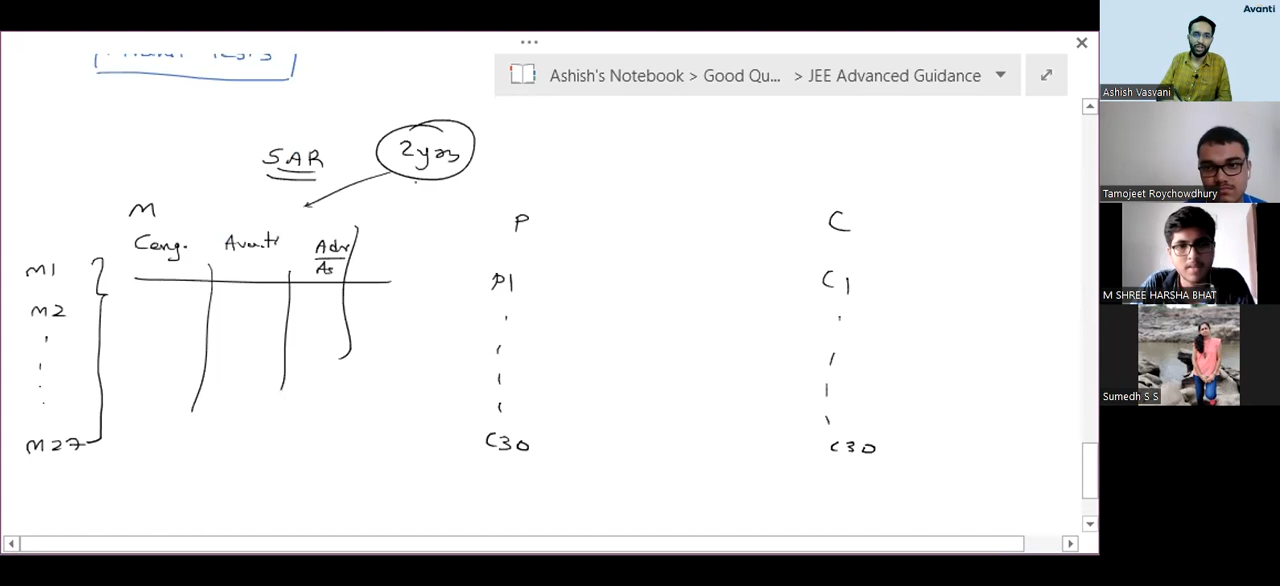 Avanti
Ashish's Notebook > Good Qu... > JEE Advanced Guidance
Ashish Vasvani
SAR
2yrs
Tamojeet Roychowdhury
M P C
Ceng. Avanti Adv
As
M1 P1 C1
M2
M SHREE HARSHA BHAT
Sumedh S S
M27 C30 C30